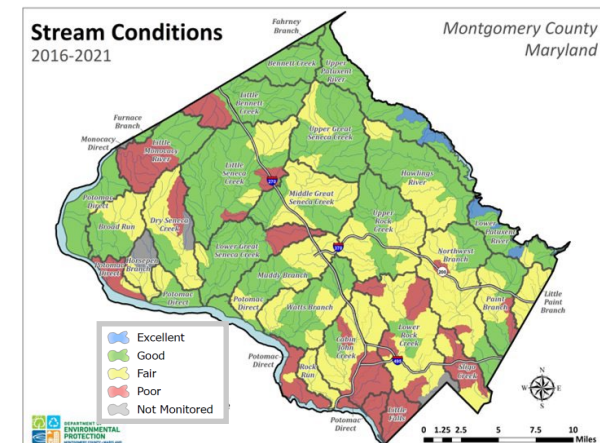 Stream Conditions
2016-2021
Montgomery County
Maryland
Fahrney
Branch
Bennett Creek
Upper
Patuxent
River
Little
Bennett
Creek
Furnace
Branch
Monocacy
Direct
Little
Monocacy
River
Upper Great
Seneca Creek
Little
Seneca
Creek
Hawlings
River
270
Middle Great
Seneca Creek
Potomac
Direct
Broad Run
Dry Seneca
Creek
Upper
Rock
Creek
Lower
Patuxent
River
Lower Great
Seneca Creek
370
Northwest
Branch
Horsepen
Branch
Potomac
Direct
Muddy Branch
Potomac
Direct
Potomac
Direct
Watts Branch
Paint
Branch
Little
Paint
Branch
Excellent
Good
Fair
Poor
Not Monitored
Cabin
John
Creek
Lower
Rock
Creek
495
Sligo
Creek
Rock
Run
Potomac
Direct
Little
Falls
Potomac
Direct
N
W
E
S
DEPARTMENT OF
ENVIRONMENTAL
PROTECTION
0 1.25 2.5 5 7.5 10
Miles